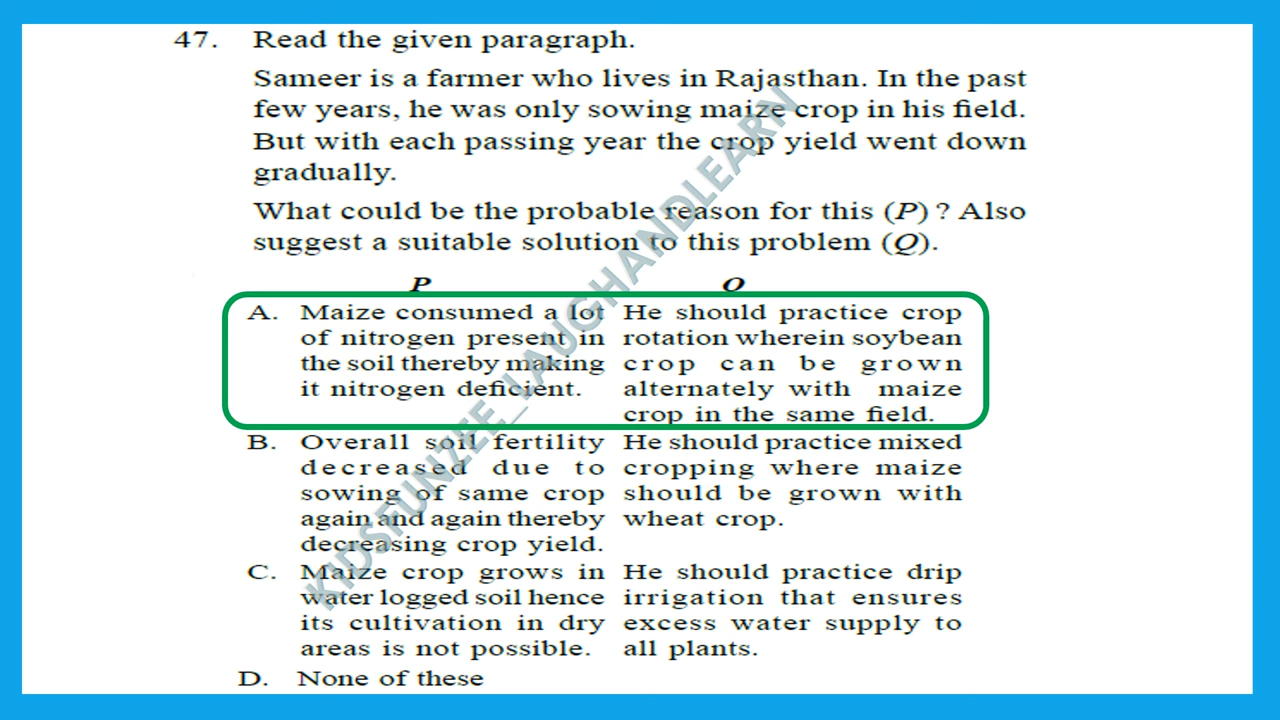 47. Read the given paragraph.
Sameer is a farmer who lives in Rajasthan. In the past
few years, he was only sowing maize crop in his field.
But with each passing year the crop yield went down
gradually.
What could be the probable reason for this (P) ? Also
suggest a suitable solution to this problem (Q).
P Q
A. Maize consumed a lot He should practice crop
of nitrogen present in rotation wherein soybean
the soil thereby making crop can be grown
it nitrogen deficient. alternately with maize
crop in the same field.
B. Overall soil fertility He should practice mixed
decreased due to cropping where maize
sowing of same crop should be grown with
again and again thereby wheat crop.
decreasing crop yield.
C. Maize crop grows in He should practice drip
water logged soil hence irrigation that ensures
its cultivation in dry excess water supply to
areas is not possible. all plants.
D. None of these
KIDSFUNZEE_LAUGHANDLEARN